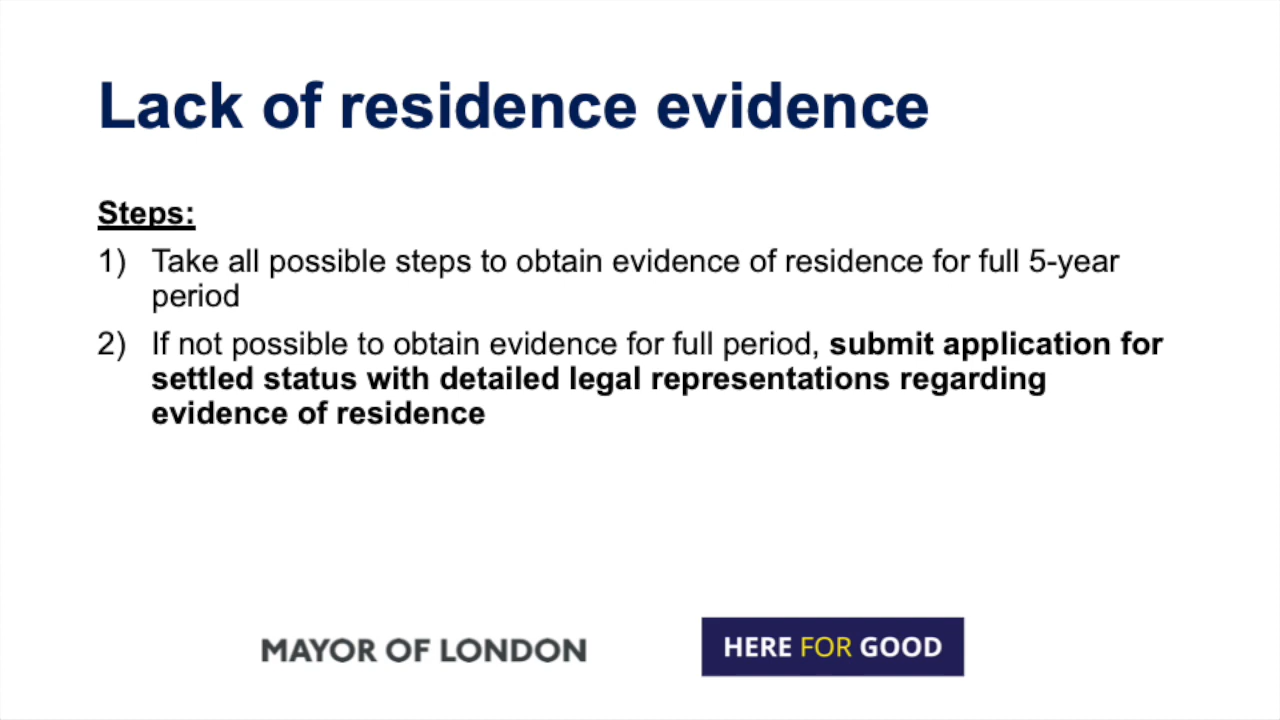 Lack of residence evidence
Steps:
1) Take all possible steps to obtain evidence of residence for full 5-year
period
2) If not possible to obtain evidence for full period, submit application for
settled status with detailed legal representations regarding
evidence of residence
MAYOR OF LONDON
HERE FOR GOOD